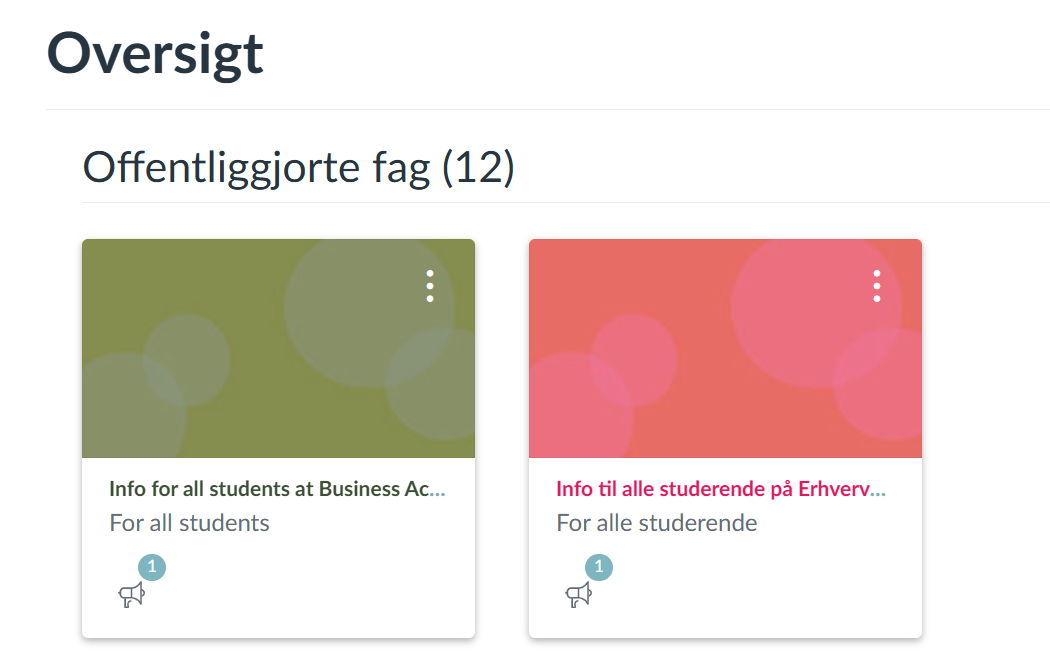 Oversigt
Offentliggjorte fag (12)
Info for all students at Business Ac...
For all students
1
Info til alle studerende på Erhverv...
For alle studerende
1